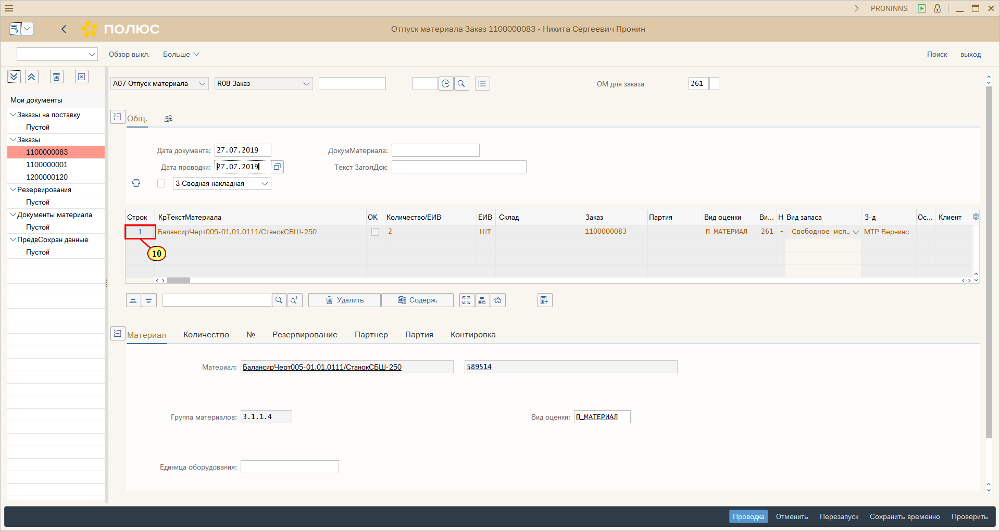 PRONINNS
ПОЛЮС
Отпуск материала Заказ 1100000083 - Никита Сергеевич Пронин
Обзор выкл.
Больше
Поиск
выход
Мои документы
Заказы на поставку
Пустой
Заказы
1100000083
1100000001
1200000120
Резервирования
Пустой
Документы материала
Пустой
ПредвСохран данные
Пустой
A07 Отпуск материала
R08 Заказ
ОМ для заказа
261
Общ.
Дата документа:
27.07.2019
ДокумМатериала:
Дата проводки:
27.07.2019
Текст ЗаголДок:
3 Сводная накладная
Строк КрТекстМатериала OK Количество/ЕИВ ЕИВ Склад Заказ Партия Вид оценки Ви... Н Вид запаса З-д Ос... Клиент
1 БалансирЧерт005-01.01.0111/СтанокСБШ-250 2 ШТ 1100000083 П_МАТЕРИАЛ 261 - Свободное исп... МТР Вернинс...
10
Удалить
Содерж.
Материал Количество № Резервирование Партнер Партия Контировка
Материал:
БалансирЧерт005-01.01.0111/СтанокСБШ-250
589514
Группа материалов:
3.1.1.4
Вид оценки:
П_МАТЕРИАЛ
Единица оборудования:
Проводка Отменить Перезапуск Сохранить временно Проверить